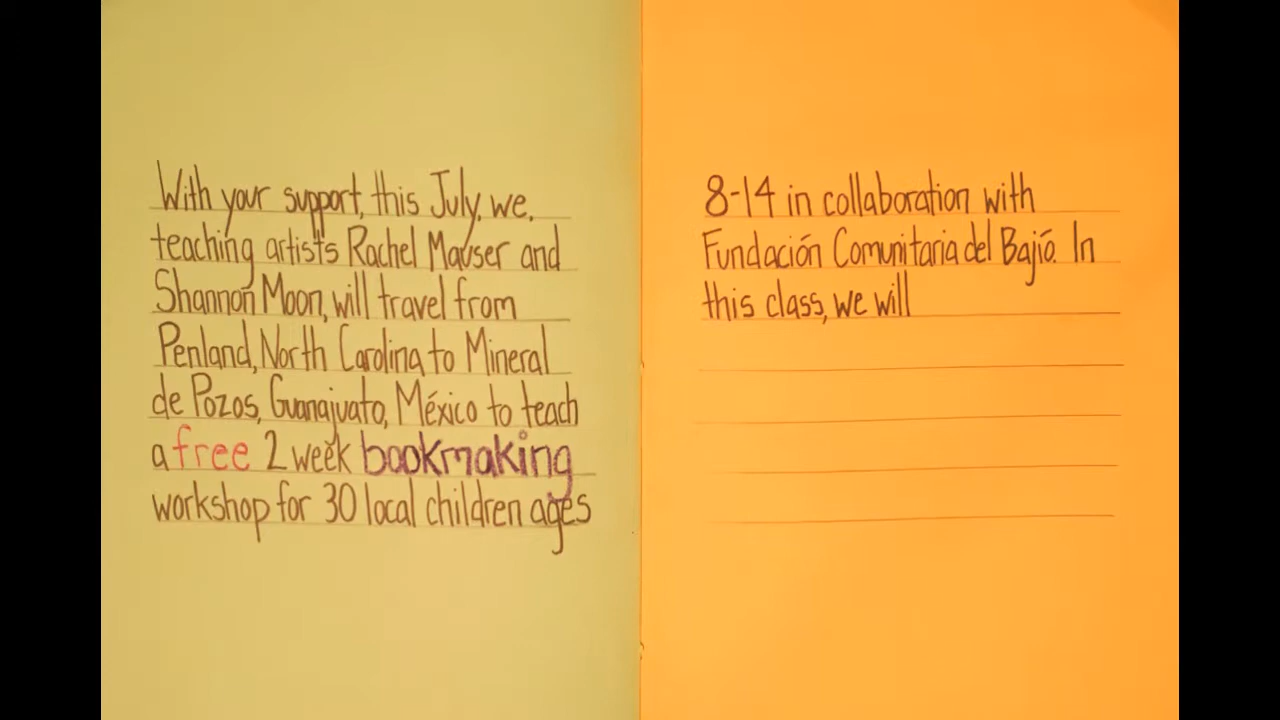 With your support, this July, we,
teaching artists Rachel Mauser and
Shannon Moon, will travel from
Penland, North Carolina to Mineral
de Pozos, Guanajuato, México to teach
a free 2 week bookmaking
workshop for 30 local children ages
8-14 in collaboration with
Fundación Comunitaria del Bajió. In
this class, we will